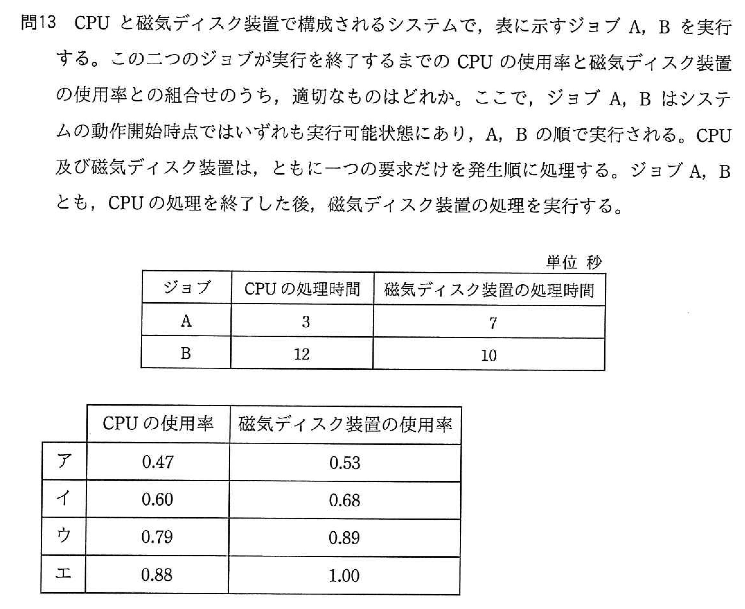 問13 CPU と磁気ディスク装置で構成されるシステムで，表に示すジョブ A，B を実行
する。この二つのジョブが実行を終了するまでの CPU の使用率と磁気ディスク装置
の使用率との組合せのうち，適切なものはどれか。ここで，ジョブ A，B はシステ
ムの動作開始時点ではいずれも実行可能状態にあり，A，B の順で実行される。CPU
及び磁気ディスク装置は，ともに一つの要求だけを発生順に処理する。ジョブ A，B
とも，CPU の処理を終了した後，磁気ディスク装置の処理を実行する。
単位 秒
ジョブ CPU の処理時間 磁気ディスク装置の処理時間
A 3 7
B 12 10
CPU の使用率 磁気ディスク装置の使用率
ア 0.47 0.53
イ 0.60 0.68
ウ 0.79 0.89
エ 0.88 1.00